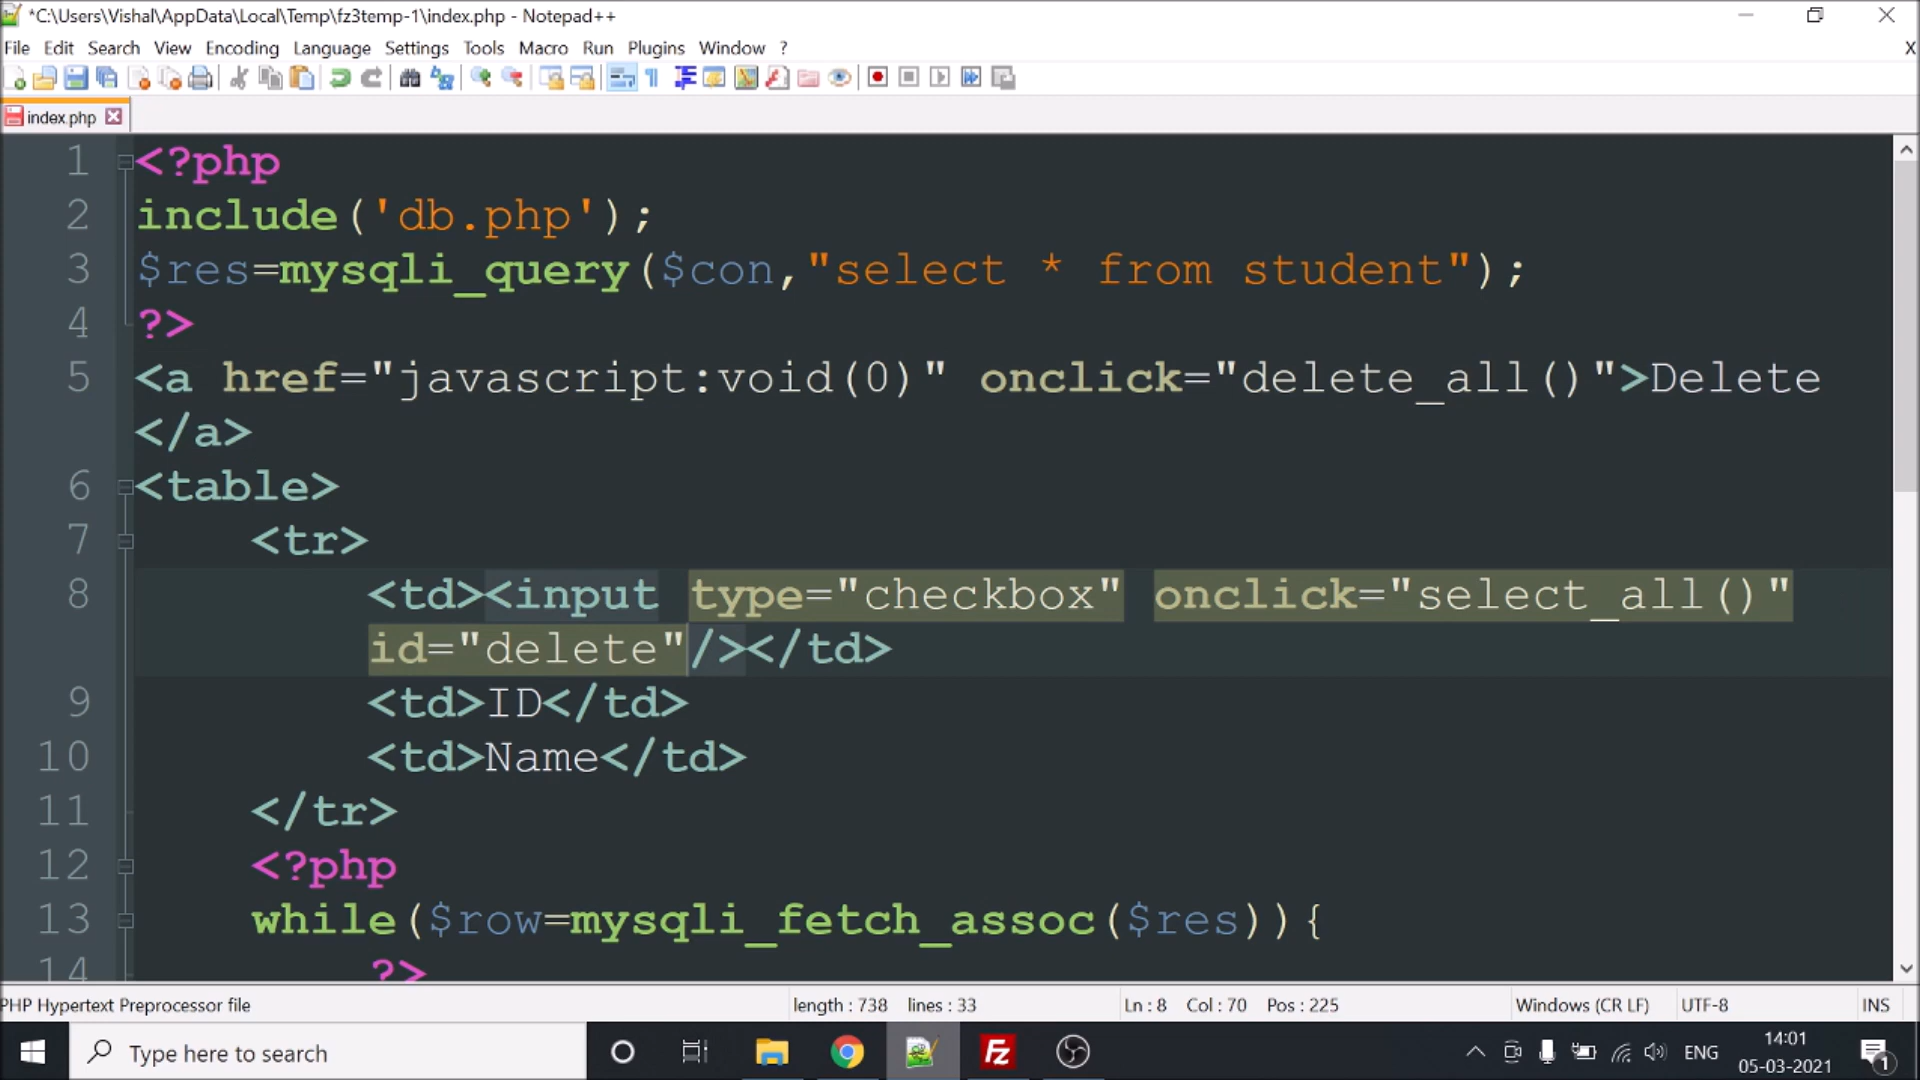 *C:\Users\Vishal\AppData\Local\Temp\fz3temp-1\index.php - Notepad++
File Edit Search View Encoding Language Settings Tools Macro Run Plugins Window ? X
index.php
1 <?php
2 include('db.php');
3 $res=mysqli_query($con,"select * from student");
4 ?>
5 <a href="javascript:void(0)" onclick="delete_all()">Delete
</a>
6 <table>
7 <tr>
8 <td><input type="checkbox" onclick="select_all()"
id="delete"/></td>
9 <td>ID</td>
10 <td>Name</td>
11 </tr>
12 <?php
13 while($row=mysqli_fetch_assoc($res)){
14 ?>
PHP Hypertext Preprocessor file length : 738 lines : 33 Ln : 8 Col : 70 Pos : 225 Windows (CR LF) UTF-8 INS
Type here to search ENG 14:01
05-03-2021 1